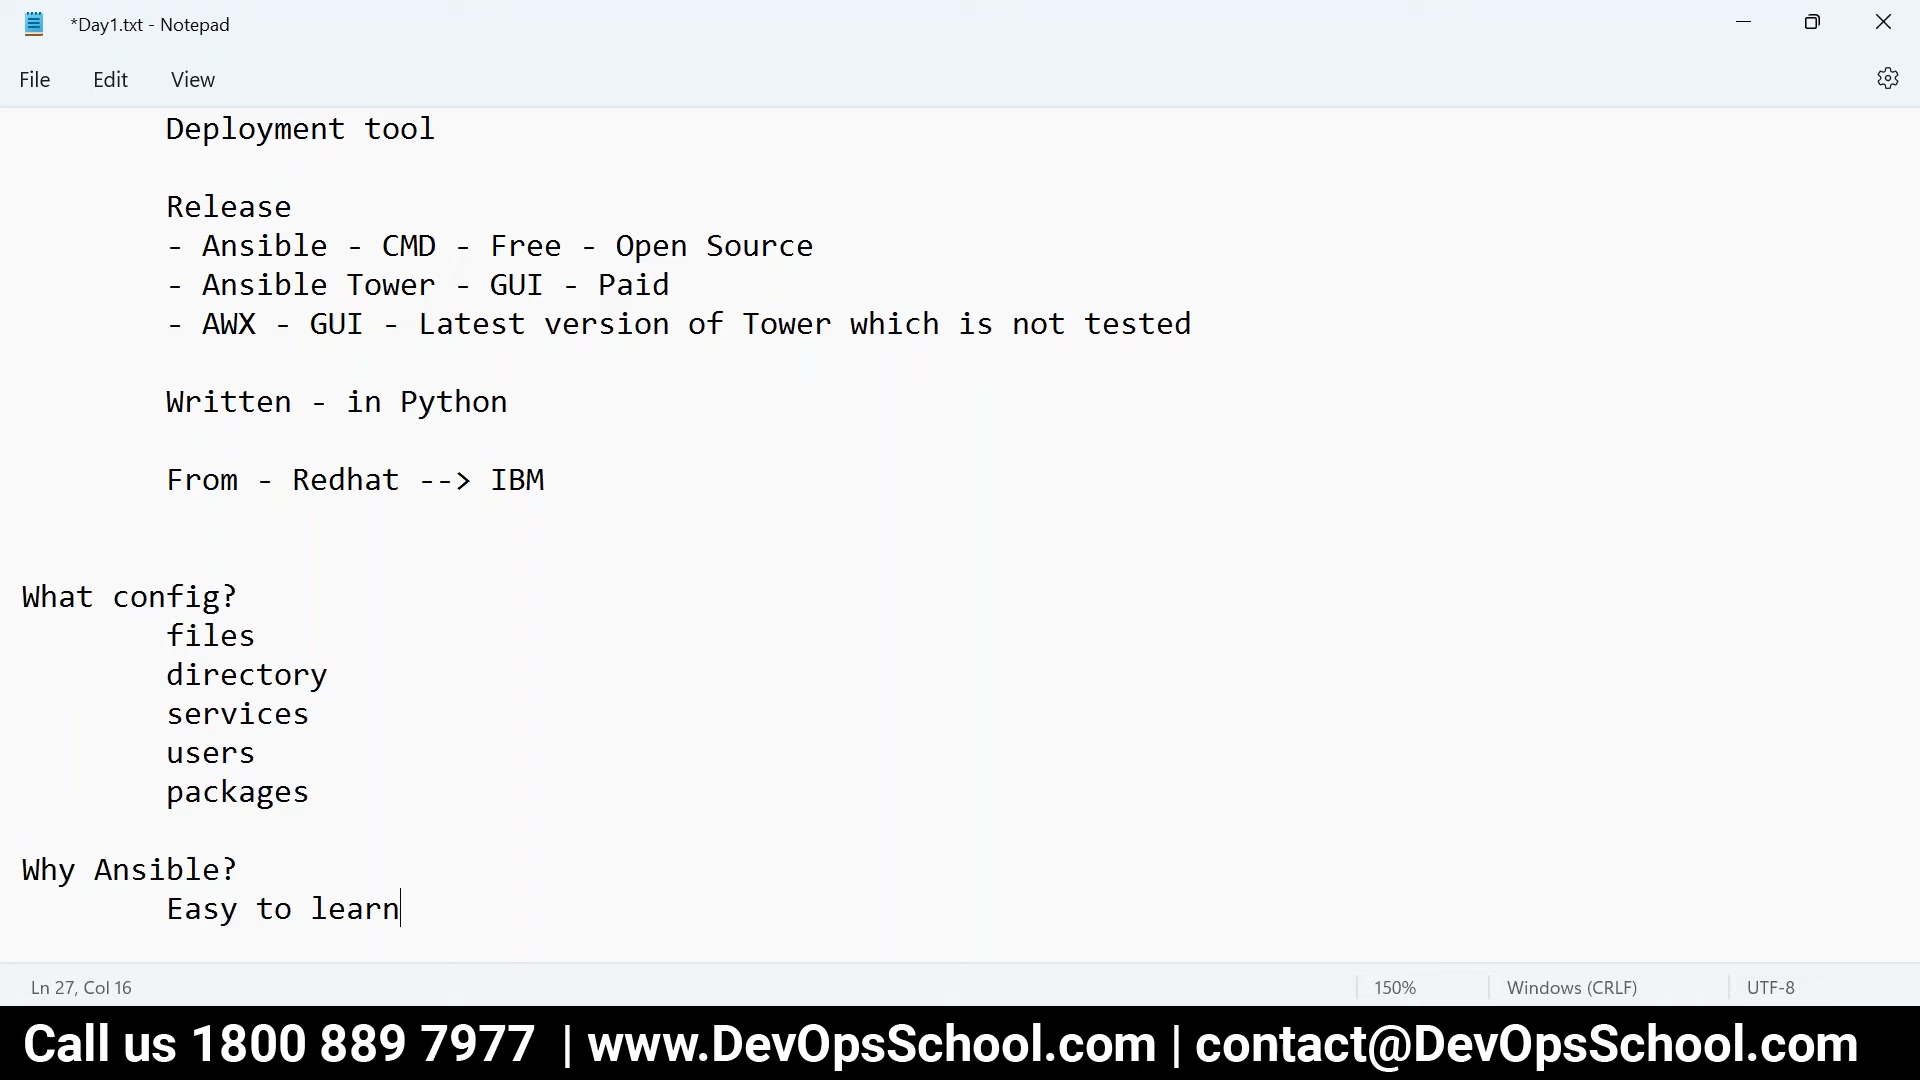 *Day1.txt - Notepad
File Edit View
Deployment tool
Release
- Ansible - CMD - Free - Open Source
- Ansible Tower - GUI - Paid
- AWX - GUI - Latest version of Tower which is not tested
Written - in Python
From - Redhat --> IBM
What config?
files
directory
services
users
packages
Why Ansible?
Easy to learn
Ln 27, Col 16 150% Windows (CRLF) UTF-8
Call us 1800 889 7977 | www.DevOpsSchool.com | contact@DevOpsSchool.com